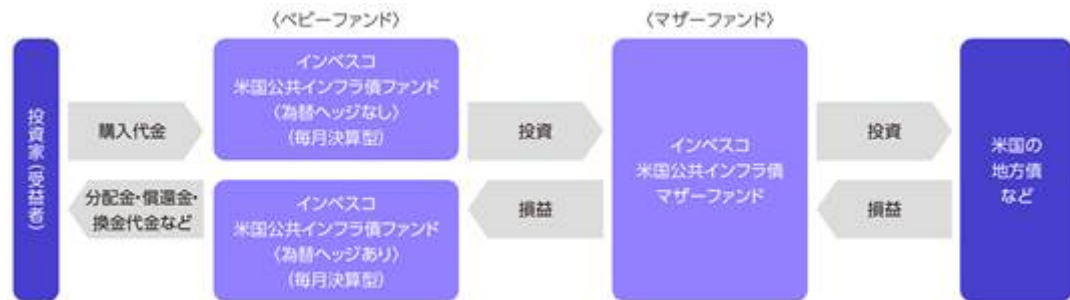 〈ベビーファンド〉
〈マザーファンド〉
投資家(受益者)
購入代金
分配金・償還金・
換金代金など
インベスコ
米国公共インフラ債ファンド
〈為替ヘッジなし〉
(毎月決算型)
インベスコ
米国公共インフラ債ファンド
〈為替ヘッジあり〉
(毎月決算型)
投資
損益
インベスコ
米国公共インフラ債
マザーファンド
投資
損益
米国の
地方債
など